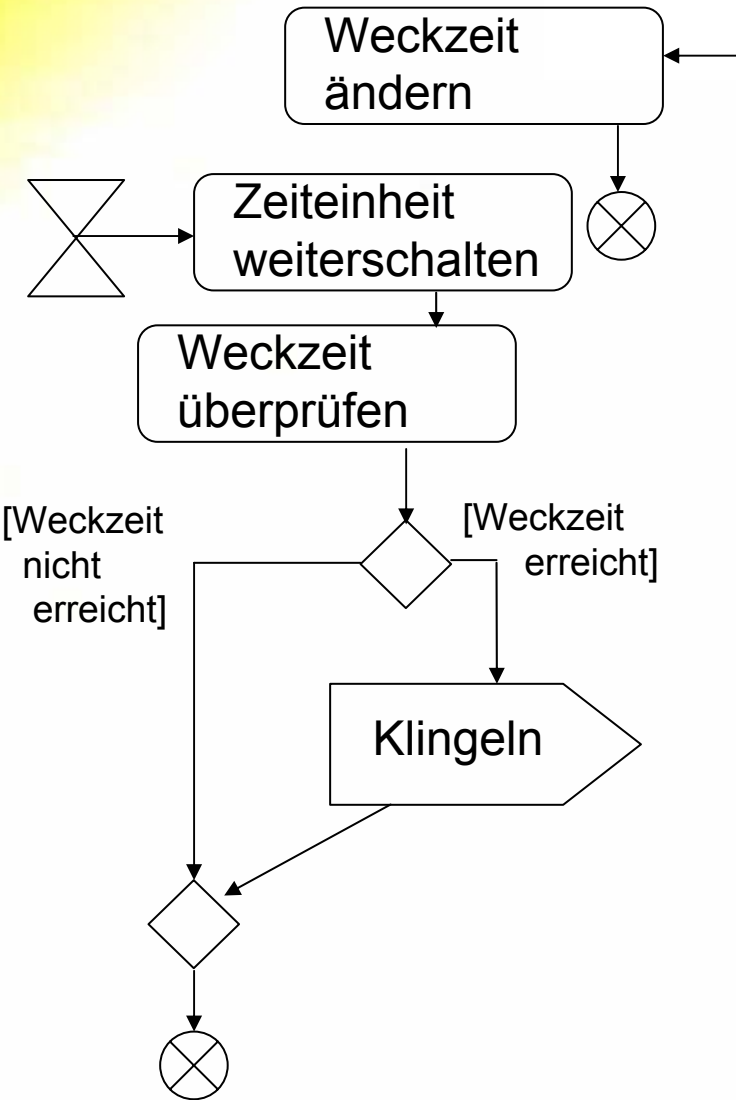 Weckzeit
ändern
Zeiteinheit
weiterschalten
Weckzeit
überprüfen
[Weckzeit
nicht
erreicht]
[Weckzeit
erreicht]
Klingeln